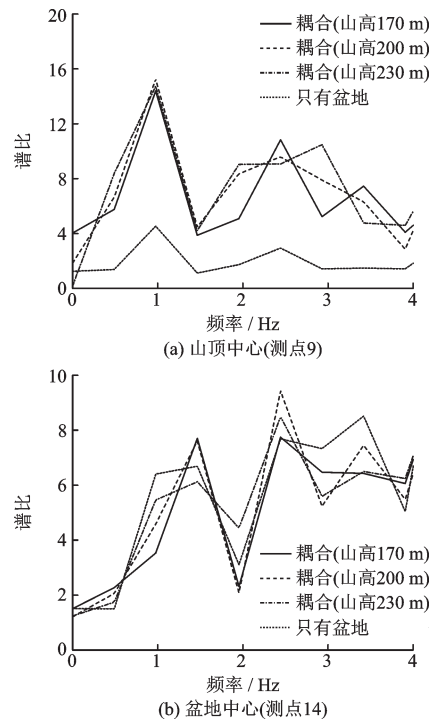 20
16
12
8
4
0
谱比
耦合(山高170 m)
耦合(山高200 m)
耦合(山高230 m)
只有盆地
0 1 2 3 4
频率 / Hz
(a) 山顶中心(测点9)
10
8
6
4
2
0
谱比
耦合(山高170 m)
耦合(山高200 m)
耦合(山高230 m)
只有盆地
0 1 2 3 4
频率 / Hz
(b) 盆地中心(测点14)